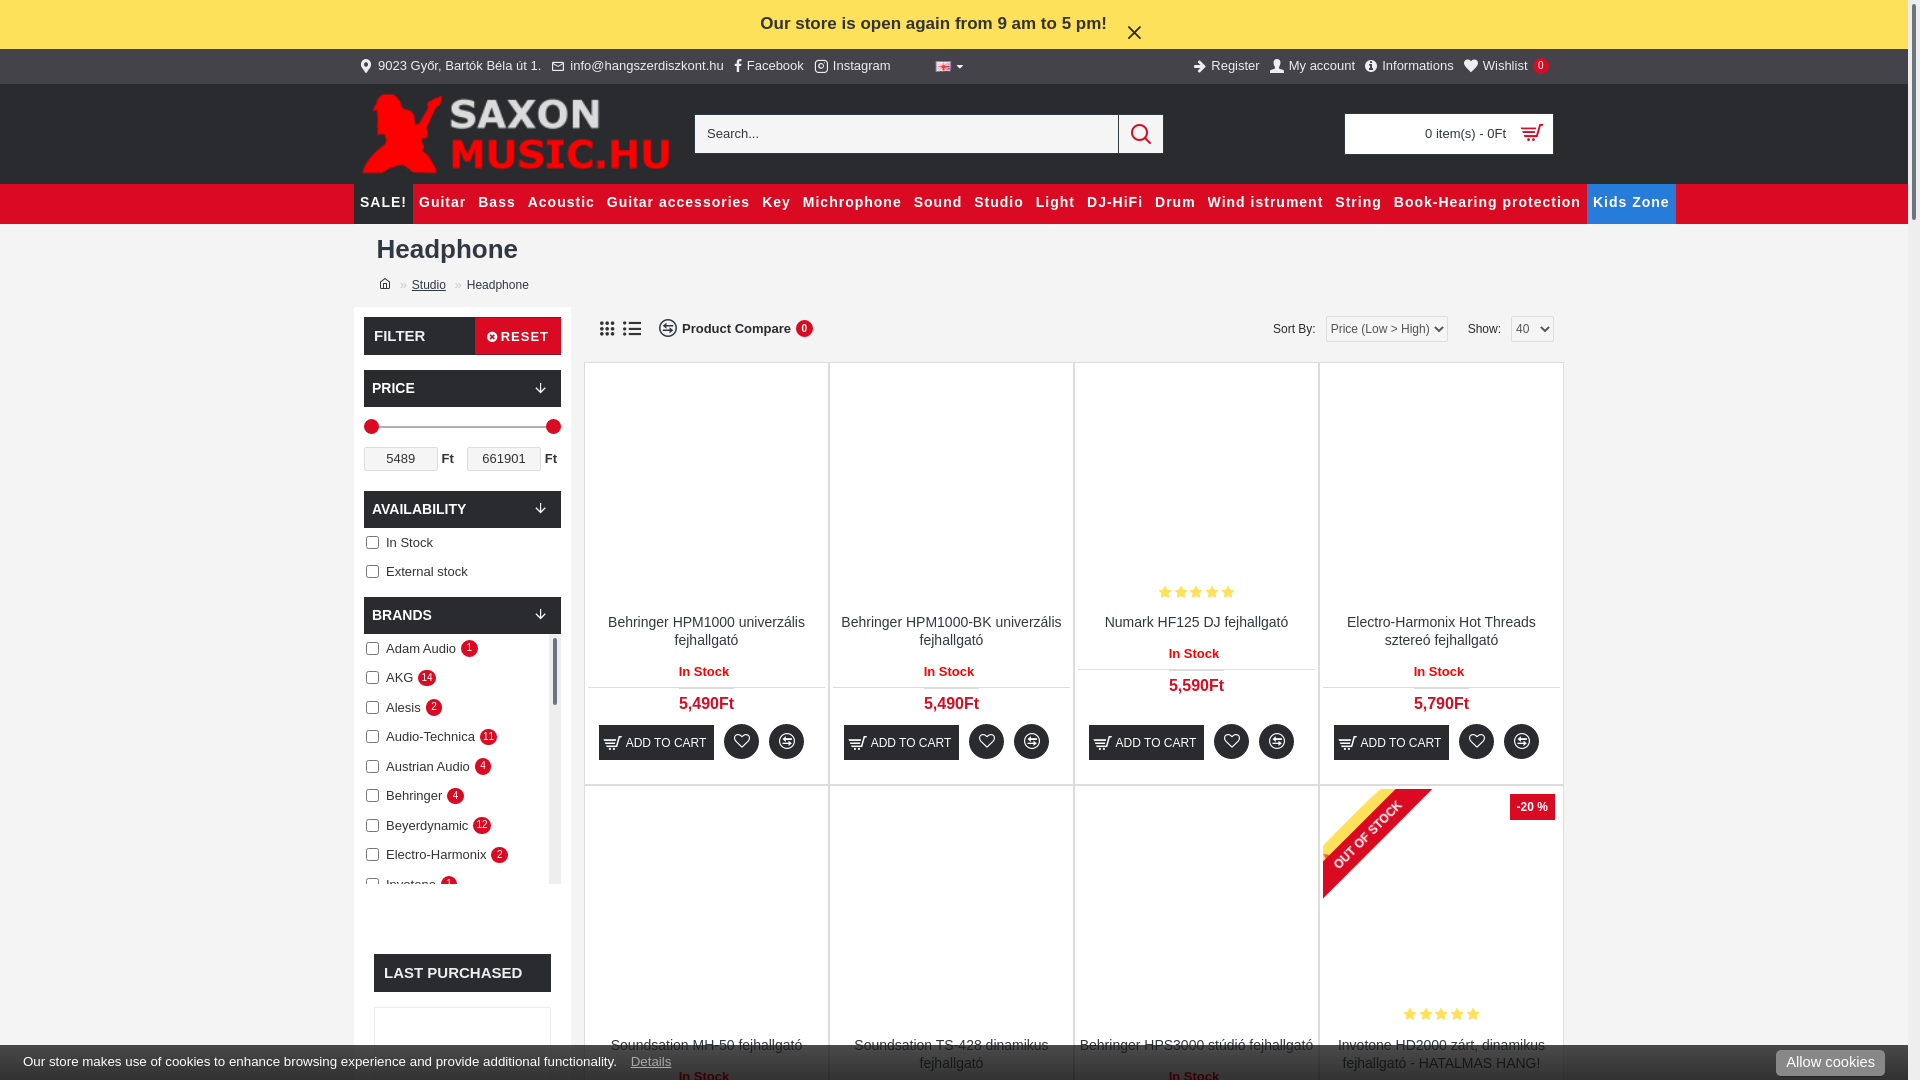 Our store is open again from 9 am to 5 pm!
9023 Győr, Bartók Béla út 1. info@hangszerdiszkont.hu Facebook Instagram Register My account Informations Wishlist 0
SAXON
MUSIC.HU
Search...
0 item(s) - 0Ft
SALE! Guitar Bass Acoustic Guitar accessories Key Michrophone Sound Studio Light DJ-HiFi Drum Wind istrument String Book-Hearing protection Kids Zone
Headphone
» Studio » Headphone
FILTER RESET
Product Compare 0
Sort By: Price (Low > High) Show: 40
PRICE
5489 Ft 661901 Ft
AVAILABILITY
In Stock
External stock
BRANDS
Adam Audio 1
AKG 14
Alesis 2
Audio-Technica 11
Austrian Audio 4
Behringer 4
Beyerdynamic 12
Electro-Harmonix 2
Invotone 1
LAST PURCHASED
Behringer HPM1000 univerzális
fejhallgató
In Stock
5,490Ft
ADD TO CART
Behringer HPM1000-BK univerzális
fejhallgató
In Stock
5,490Ft
ADD TO CART
Numark HF125 DJ fejhallgató
In Stock
5,590Ft
ADD TO CART
Electro-Harmonix Hot Threads
sztereó fejhallgató
In Stock
5,790Ft
ADD TO CART
Soundsation MH-50 fejhallgató
In Stock
Soundsation TS-428 dinamikus
fejhallgató
Behringer HPS3000 stúdió fejhallgató
In Stock
OUT OF STOCK
-20 %
Invotone HD2000 zárt, dinamikus
fejhallgató - HATALMAS HANG!
Our store makes use of cookies to enhance browsing experience and provide additional functionality. Details
Allow cookies